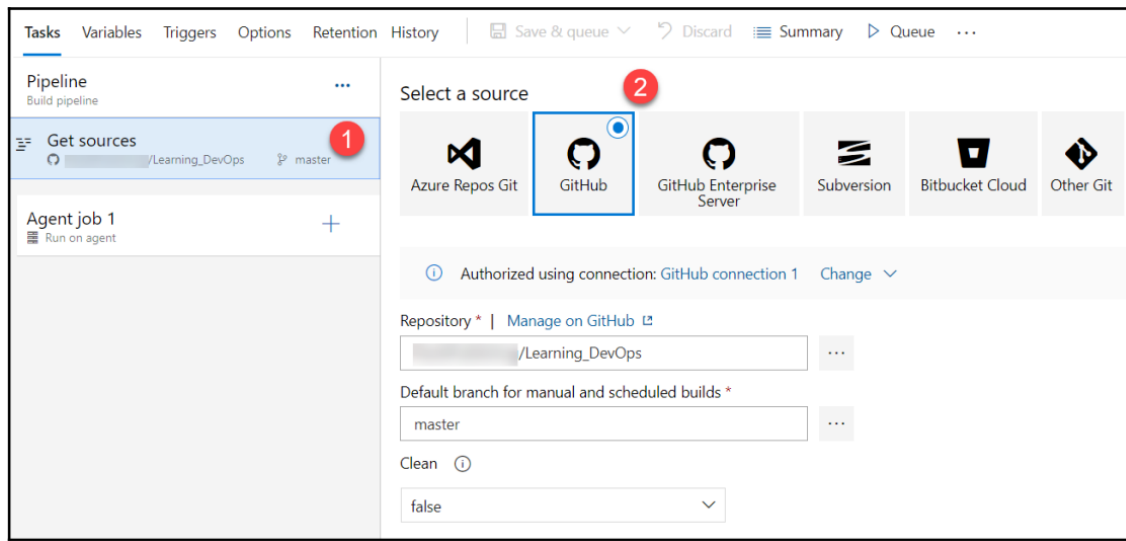 Tasks Variables Triggers Options Retention History Save & queue Discard Summary Queue ...
Pipeline ...
Build pipeline
Get sources 1
/Learning_DevOps master
Agent job 1 +
Run on agent
Select a source 2
Azure Repos Git
GitHub
GitHub Enterprise
Server
Subversion
Bitbucket Cloud
Other Git
Authorized using connection: GitHub connection 1 Change
Repository * | Manage on GitHub
/Learning_DevOps ...
Default branch for manual and scheduled builds *
master ...
Clean
false